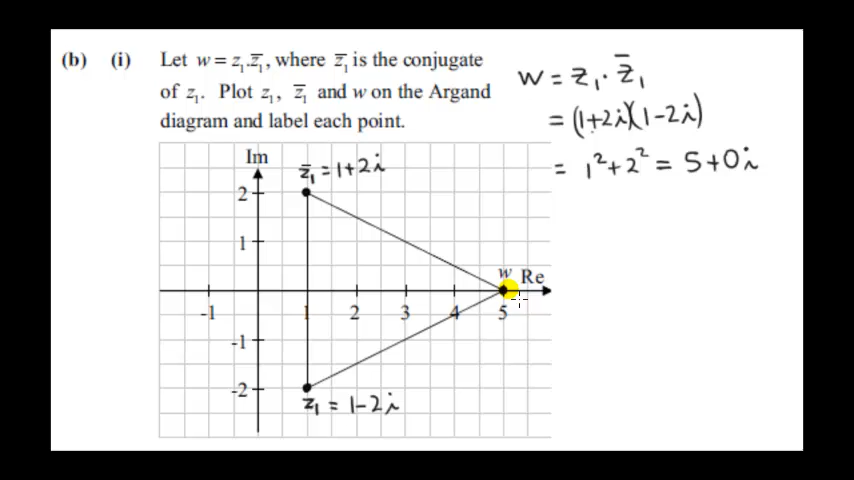 (b) (i) Let w = z₁.z̄₁, where z̄₁ is the conjugate
of z₁. Plot z₁, z̄₁ and w on the Argand
diagram and label each point.
w = z₁ . z̄₁
= (1+2i)(1-2i)
= 1² + 2² = 5 + 0i
Im
z̄₁ = 1 + 2i
2
1
w Re
-1 1 2 3 4 5
-1
-2
z₁ = 1 - 2i